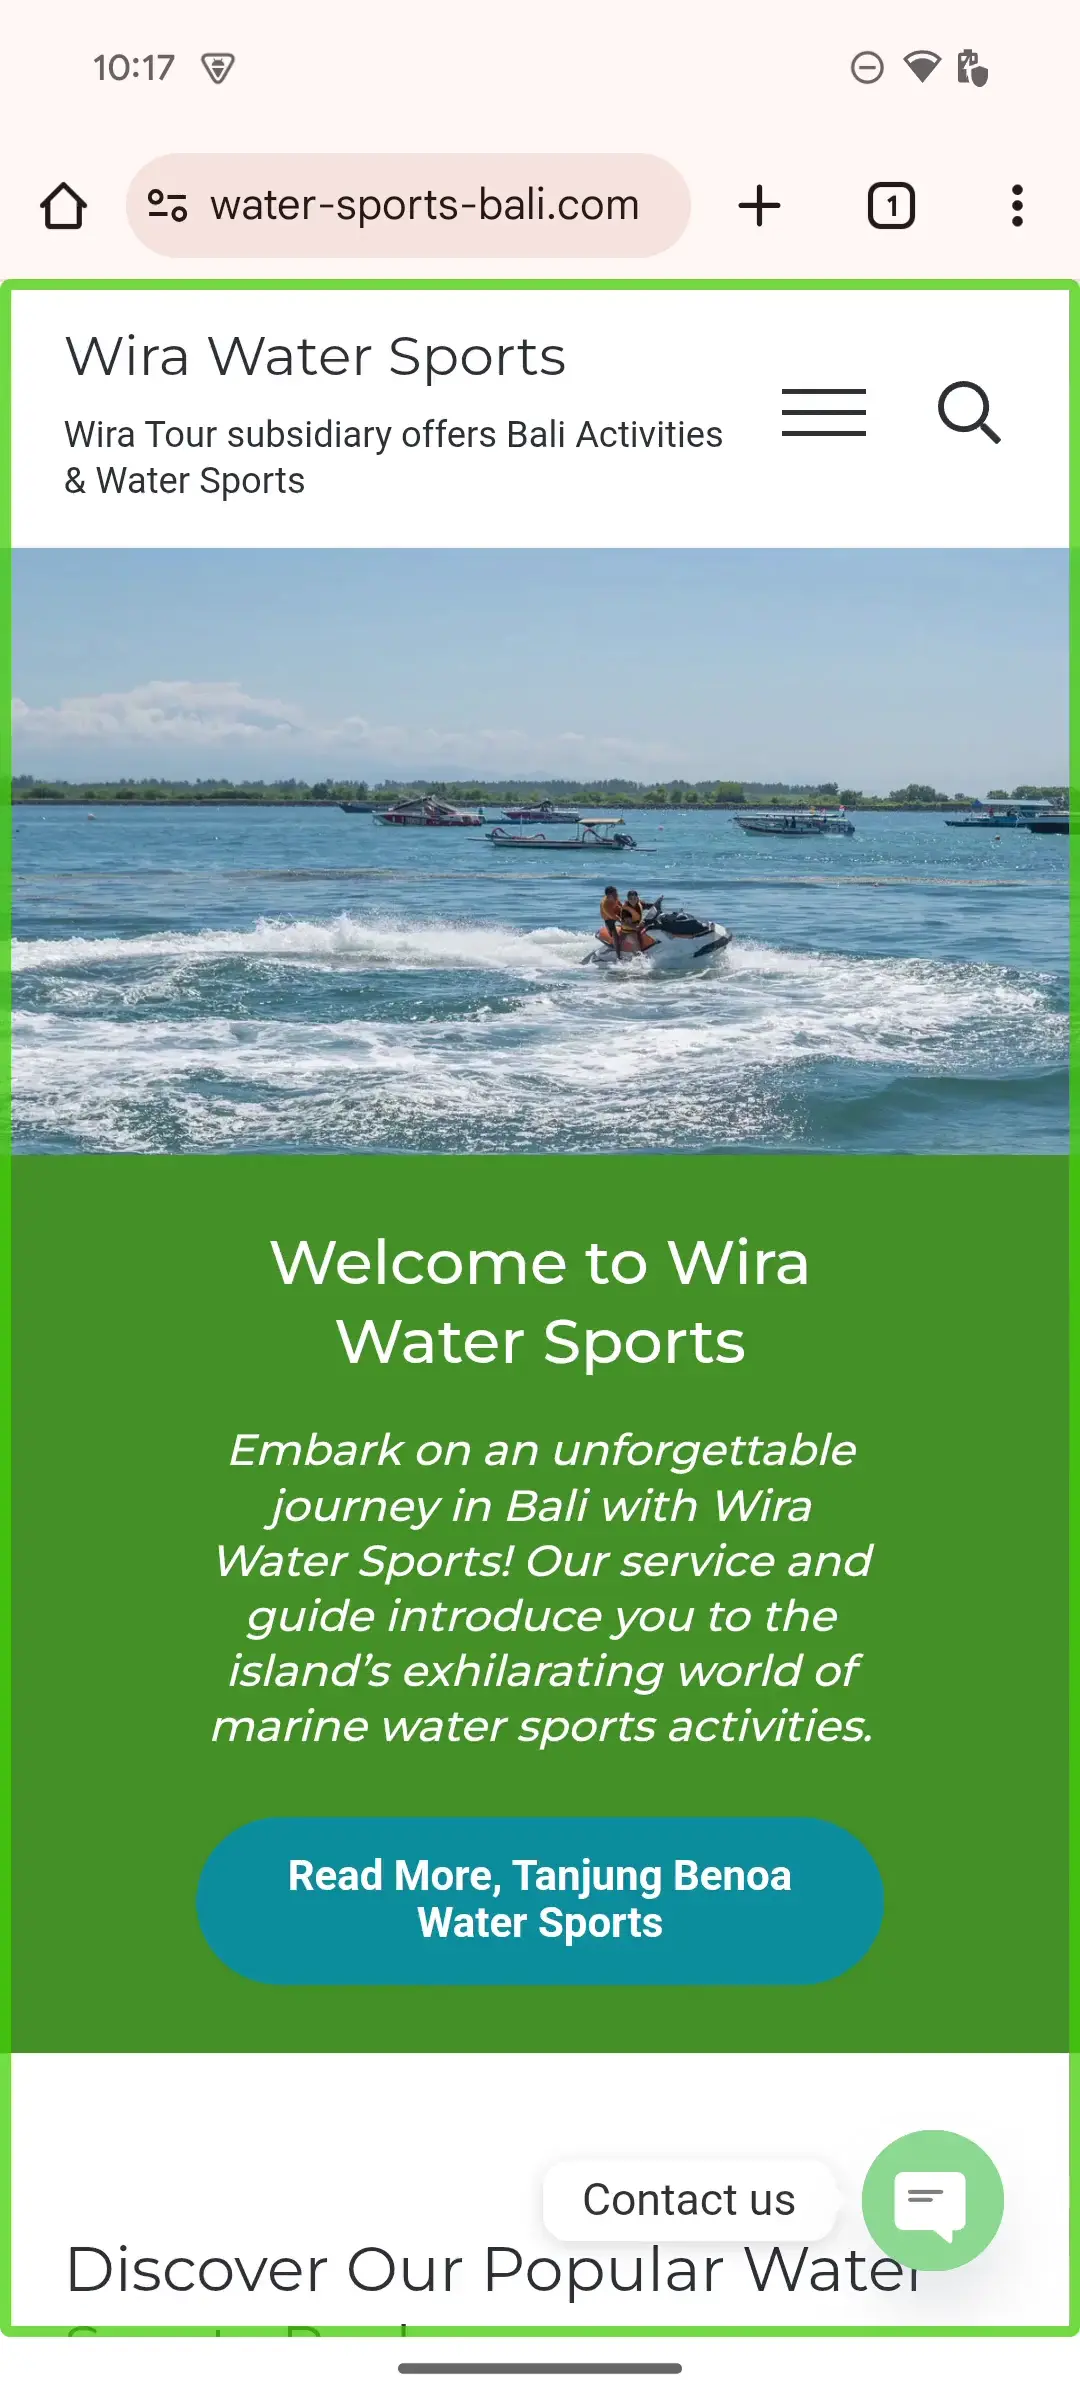 10:17
water-sports-bali.com
1
Wira Water Sports
Wira Tour subsidiary offers Bali Activities
& Water Sports
Welcome to Wira
Water Sports
Embark on an unforgettable
journey in Bali with Wira
Water Sports! Our service and
guide introduce you to the
island’s exhilarating world of
marine water sports activities.
Read More, Tanjung Benoa
Water Sports
Contact us
Discover Our Popular Water